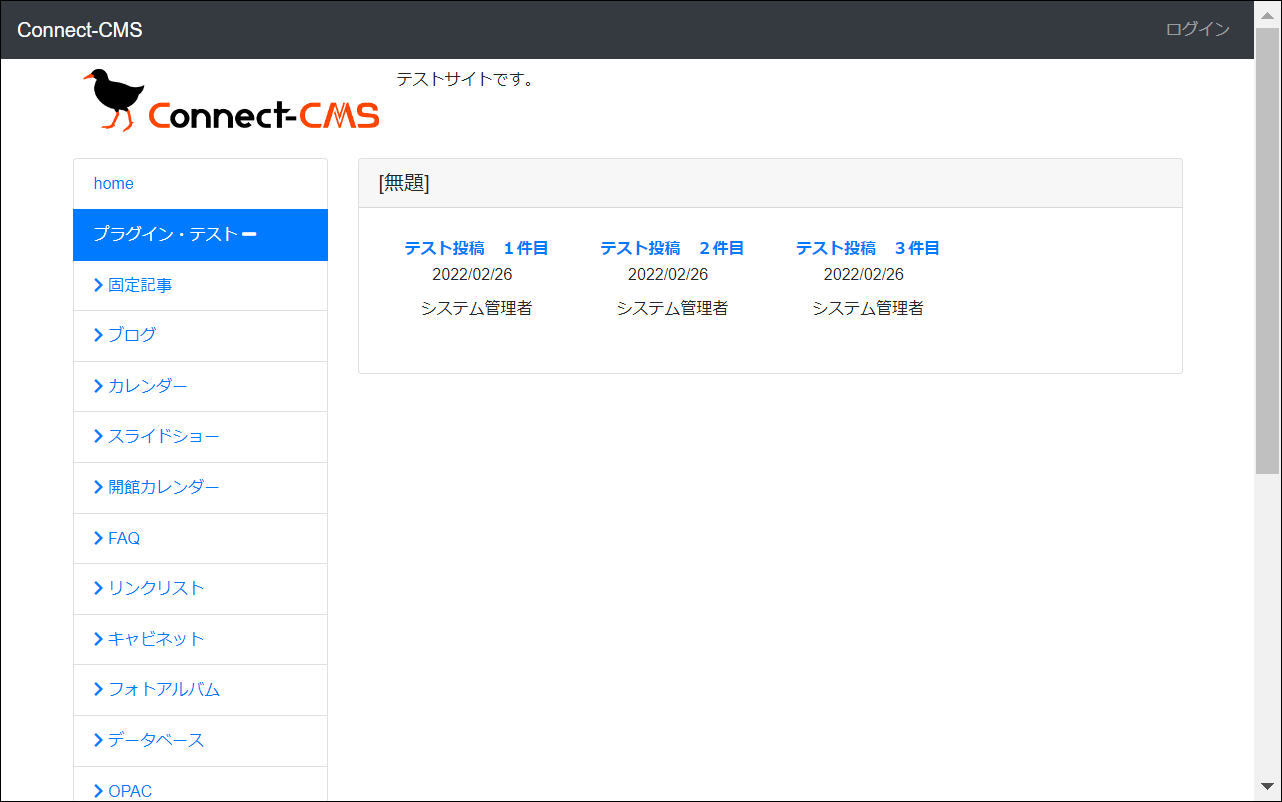 Connect-CMS
ログイン
Connect-CMS
テストサイトです。
home
プラグイン・テスト
固定記事
ブログ
カレンダー
スライドショー
開館カレンダー
FAQ
リンクリスト
キャビネット
フォトアルバム
データベース
OPAC
[無題]
テスト投稿　１件目　テスト投稿　２件目　テスト投稿　３件目
2022/02/26 2022/02/26 2022/02/26
システム管理者 システム管理者 システム管理者